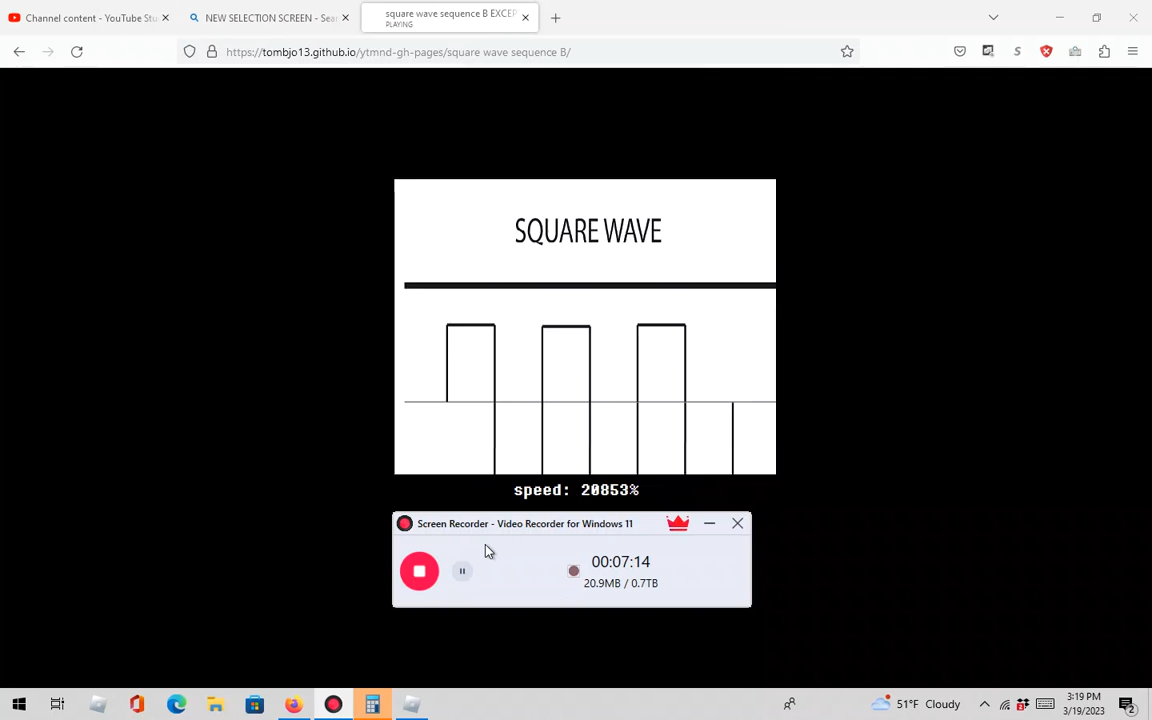 Channel content - YouTube Stu
NEW SELECTION SCREEN - Sea
square wave sequence B EXCEP
PLAYING
https://tombjo13.github.io/ytmnd-gh-pages/square wave sequence B/
SQUARE WAVE
speed: 20853%
Screen Recorder - Video Recorder for Windows 11
00:07:14
20.9MB / 0.7TB
51°F Cloudy
3:19 PM
3/19/2023
2